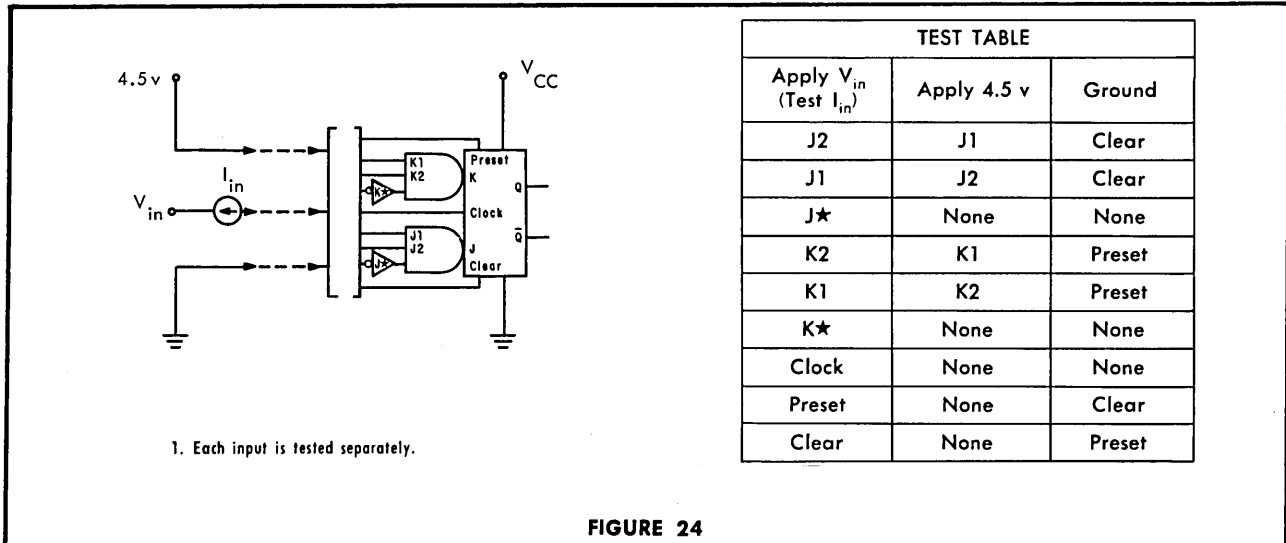 4.5 v
V_CC
I_in
V_in
Preset
K1
K2
K
K★
Q
Clock
J1
J2
J
Q̄
J★
Clear
1. Each input is tested separately.
TEST TABLE
Apply V_in (Test I_in) Apply 4.5 v Ground
J2 J1 Clear
J1 J2 Clear
J★ None None
K2 K1 Preset
K1 K2 Preset
K★ None None
Clock None None
Preset None Clear
Clear None Preset
FIGURE 24